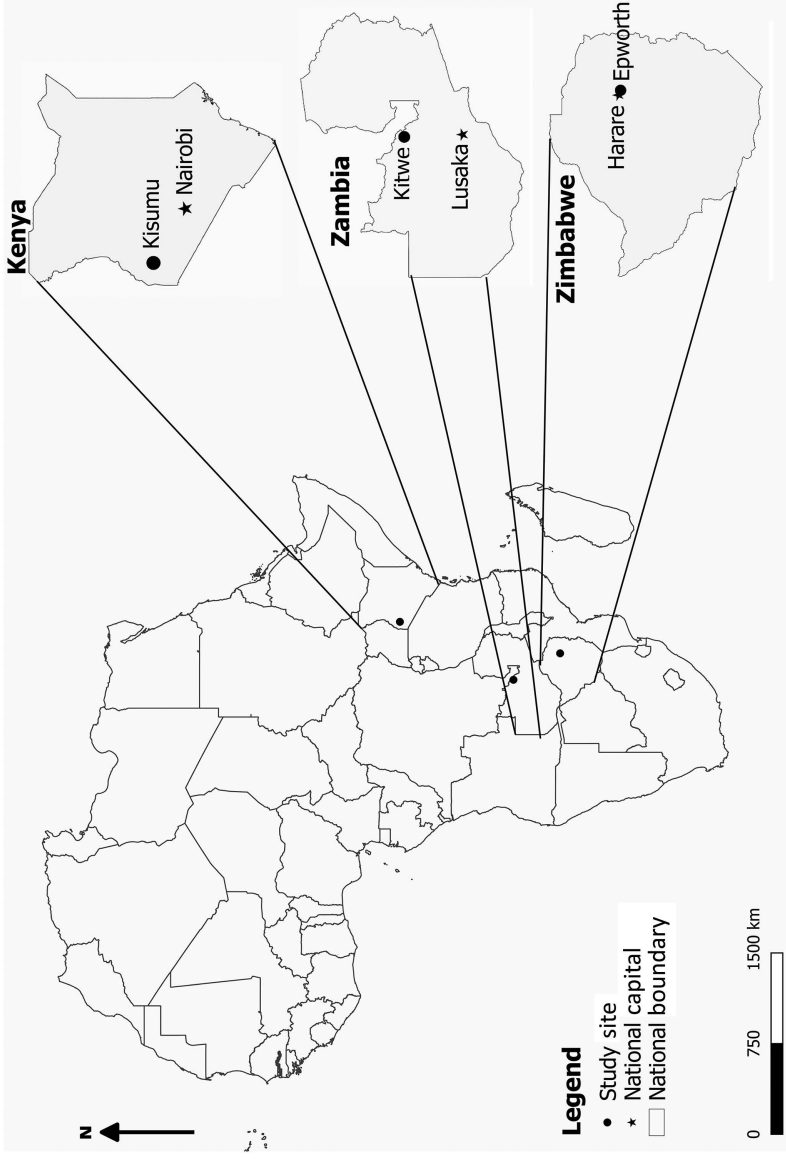 Kenya
Kisumu
Nairobi
Zambia
Kitwe
Lusaka
Zimbabwe
Harare
Epworth
N
Legend
Study site
National capital
National boundary
0 750 1500 km